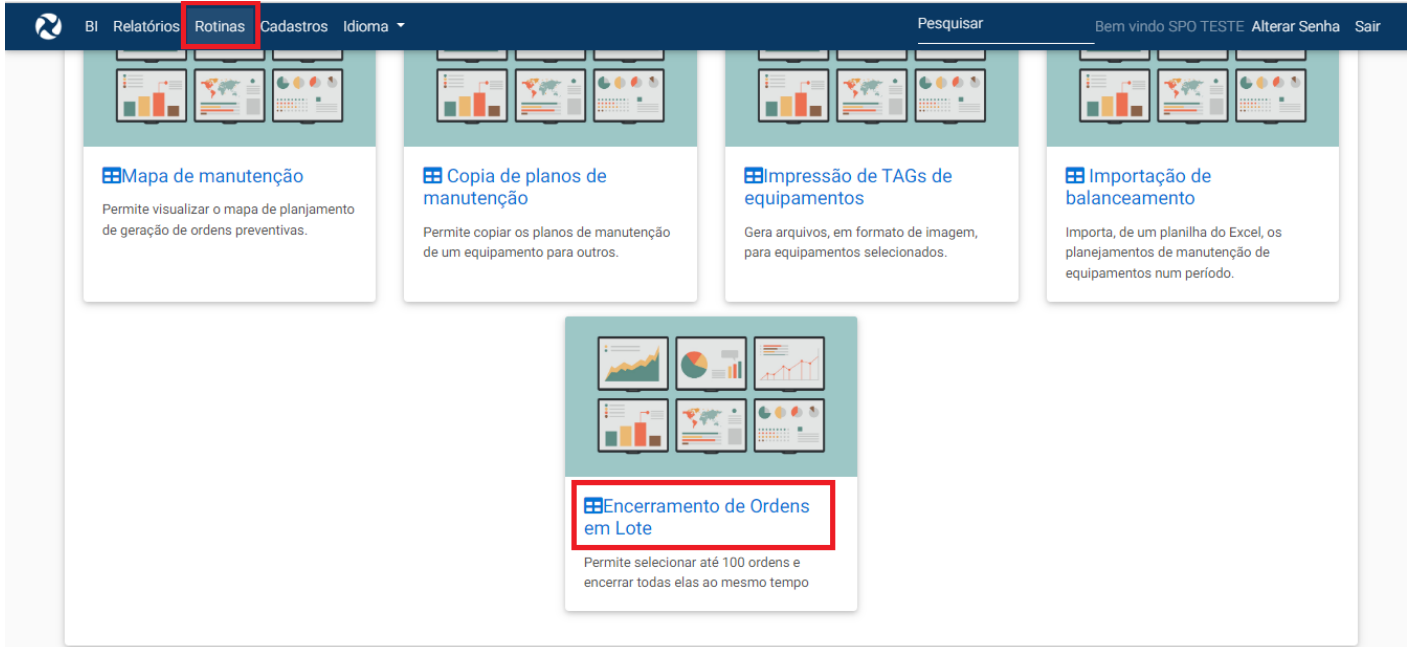 BI Relatórios Rotinas Cadastros Idioma Pesquisar Bem vindo SPO TESTE Alterar Senha Sair
Mapa de manutenção
Permite visualizar o mapa de planjamento
de geração de ordens preventivas.
Copia de planos de
manutenção
Permite copiar os planos de manutenção
de um equipamento para outros.
Impressão de TAGs de
equipamentos
Gera arquivos, em formato de imagem,
para equipamentos selecionados.
Importação de
balanceamento
Importa, de um planilha do Excel, os
planejamentos de manutenção de
equipamentos num período.
Encerramento de Ordens
em Lote
Permite selecionar até 100 ordens e
encerrar todas elas ao mesmo tempo